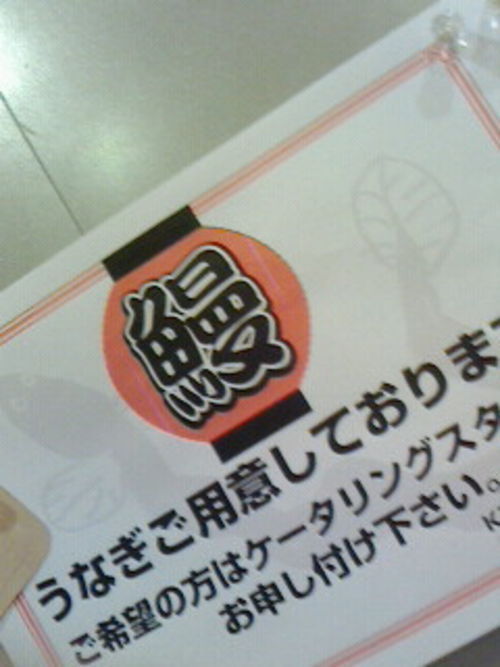 鰻
うなぎご用意しております
ご希望の方はケータリングスタ
お申し付け下さい。